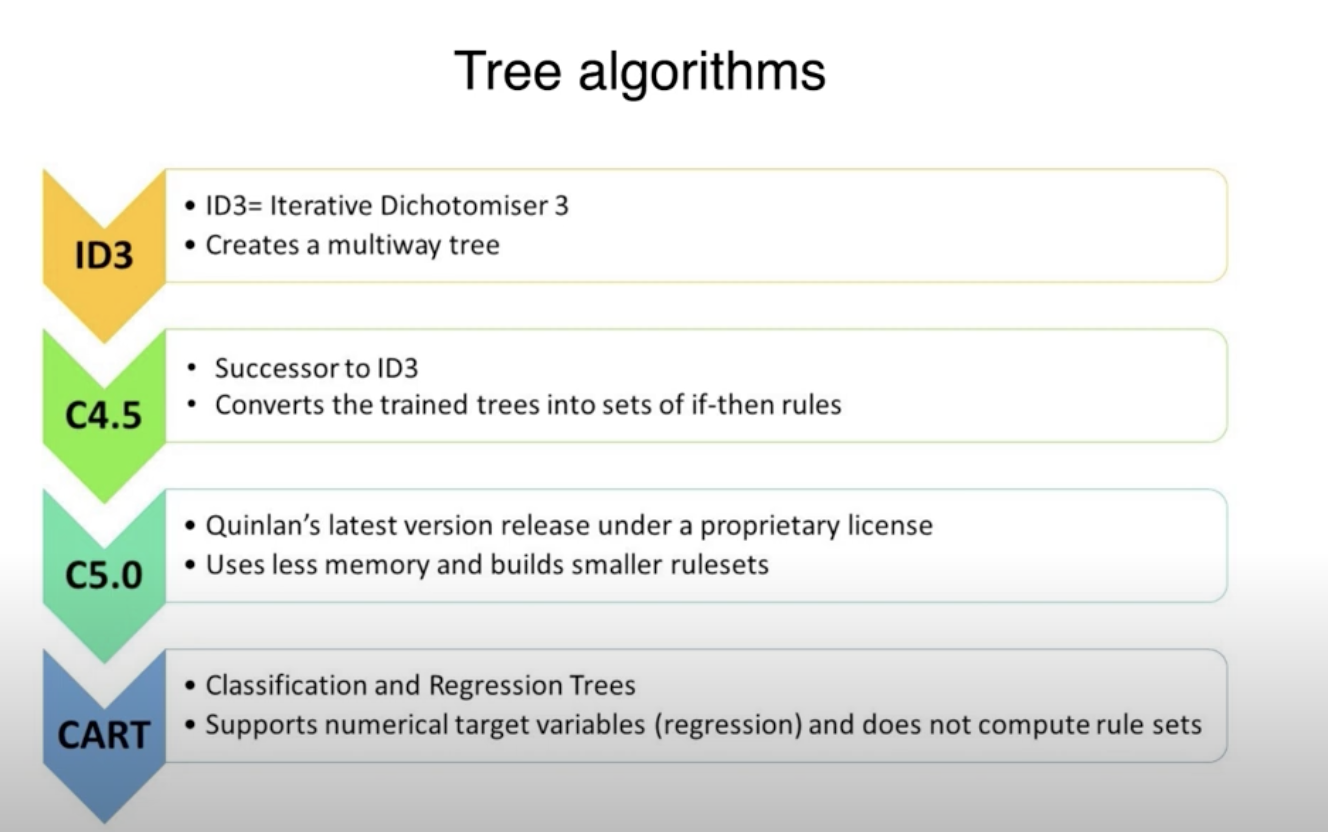 Tree algorithms
ID3
• ID3= Iterative Dichotomiser 3
• Creates a multiway tree
C4.5
• Successor to ID3
• Converts the trained trees into sets of if-then rules
C5.0
• Quinlan's latest version release under a proprietary license
• Uses less memory and builds smaller rulesets
CART
• Classification and Regression Trees
• Supports numerical target variables (regression) and does not compute rule sets